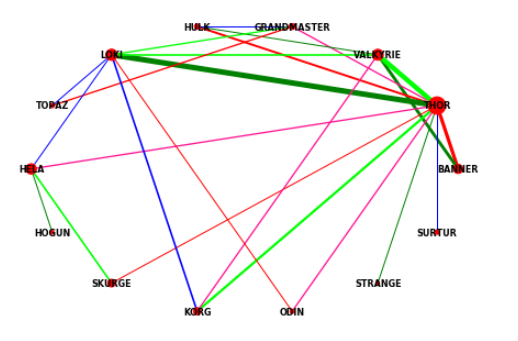 HULK GRANDMASTER
LOKI VALKYRIE
TOPAZ THOR
HELA BANNER
HOGUN SURTUR
SKURGE STRANGE
KORG ODIN